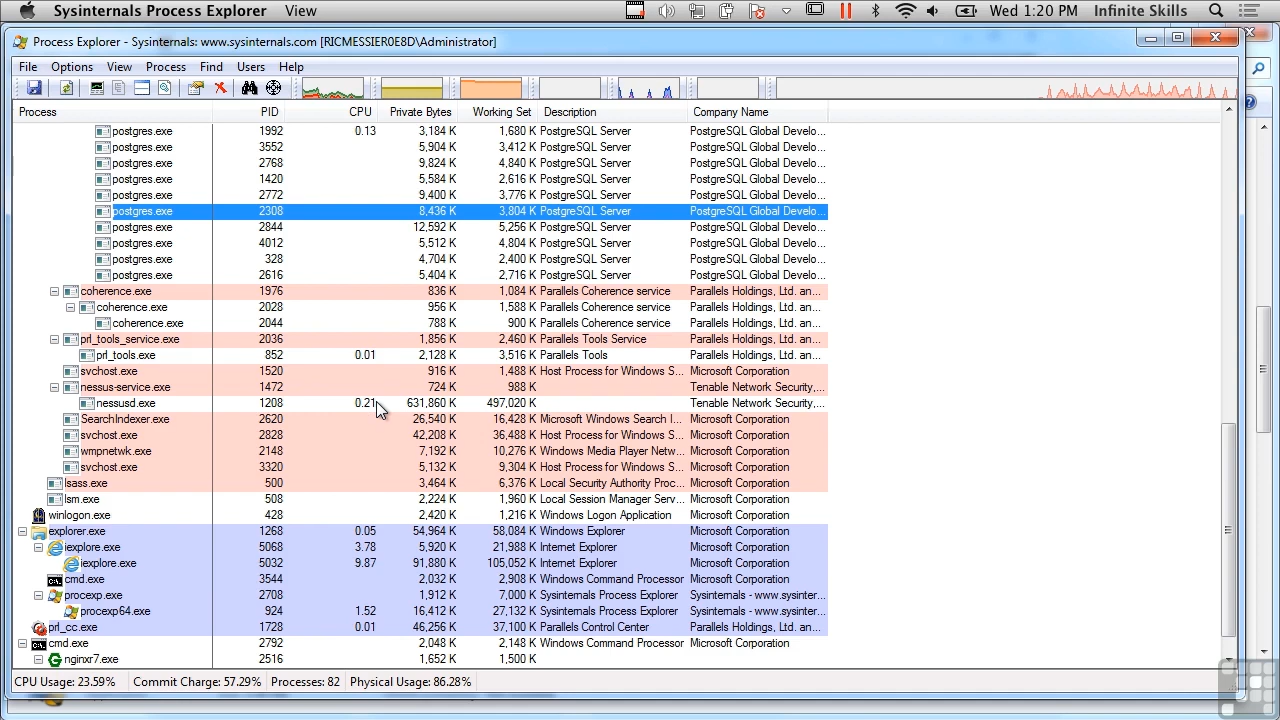 Sysinternals Process Explorer View Wed 1:20 PM Infinite Skills
Process Explorer - Sysinternals: www.sysinternals.com [RICMESSIER0E8D\Administrator]
File Options View Process Find Users Help
Process PID CPU Private Bytes Working Set Description Company Name
postgres.exe 1992 0.13 3,184 K 1,680 K PostgreSQL Server PostgreSQL Global Develo...
postgres.exe 3552 5,904 K 3,412 K PostgreSQL Server PostgreSQL Global Develo...
postgres.exe 2768 9,824 K 4,840 K PostgreSQL Server PostgreSQL Global Develo...
postgres.exe 1420 5,584 K 2,616 K PostgreSQL Server PostgreSQL Global Develo...
postgres.exe 2772 9,400 K 3,776 K PostgreSQL Server PostgreSQL Global Develo...
postgres.exe 2308 8,436 K 3,804 K PostgreSQL Server PostgreSQL Global Develo...
postgres.exe 2844 12,592 K 5,256 K PostgreSQL Server PostgreSQL Global Develo...
postgres.exe 4012 5,512 K 4,804 K PostgreSQL Server PostgreSQL Global Develo...
postgres.exe 328 4,704 K 2,400 K PostgreSQL Server PostgreSQL Global Develo...
postgres.exe 2616 5,404 K 2,716 K PostgreSQL Server PostgreSQL Global Develo...
coherence.exe 1976 836 K 1,084 K Parallels Coherence service Parallels Holdings, Ltd. an...
coherence.exe 2028 956 K 1,588 K Parallels Coherence service Parallels Holdings, Ltd. an...
coherence.exe 2044 788 K 900 K Parallels Coherence service Parallels Holdings, Ltd. an...
prl_tools_service.exe 2036 1,856 K 2,460 K Parallels Tools Service Parallels Holdings, Ltd. an...
prl_tools.exe 852 0.01 2,128 K 3,516 K Parallels Tools Parallels Holdings, Ltd. an...
svchost.exe 1520 916 K 1,488 K Host Process for Windows S... Microsoft Corporation
nessus-service.exe 1472 724 K 988 K Tenable Network Security,...
nessusd.exe 1208 0.21 631,860 K 497,020 K Tenable Network Security,...
SearchIndexer.exe 2620 26,540 K 16,428 K Microsoft Windows Search I... Microsoft Corporation
svchost.exe 2828 42,208 K 36,488 K Host Process for Windows S... Microsoft Corporation
wmpnetwk.exe 2148 7,192 K 10,276 K Windows Media Player Netw... Microsoft Corporation
svchost.exe 3320 5,132 K 9,304 K Host Process for Windows S... Microsoft Corporation
lsass.exe 500 3,464 K 6,376 K Local Security Authority Proc... Microsoft Corporation
lsm.exe 508 2,224 K 1,960 K Local Session Manager Serv... Microsoft Corporation
winlogon.exe 428 2,420 K 1,216 K Windows Logon Application Microsoft Corporation
explorer.exe 1268 0.05 54,964 K 58,084 K Windows Explorer Microsoft Corporation
iexplore.exe 5068 3.78 5,920 K 21,988 K Internet Explorer Microsoft Corporation
iexplore.exe 5032 9.87 91,880 K 105,052 K Internet Explorer Microsoft Corporation
cmd.exe 3544 2,032 K 2,908 K Windows Command Processor Microsoft Corporation
procexp.exe 2708 1,912 K 7,000 K Sysinternals Process Explorer Sysinternals - www.sysinter...
procexp64.exe 924 1.52 16,412 K 27,132 K Sysinternals Process Explorer Sysinternals - www.sysinter...
prl_cc.exe 1728 0.01 46,256 K 37,100 K Parallels Control Center Parallels Holdings, Ltd. an...
cmd.exe 2792 2,048 K 2,148 K Windows Command Processor Microsoft Corporation
nginxr7.exe 2516 1,652 K 1,500 K
CPU Usage: 23.59% Commit Charge: 57.29% Processes: 82 Physical Usage: 86.28%